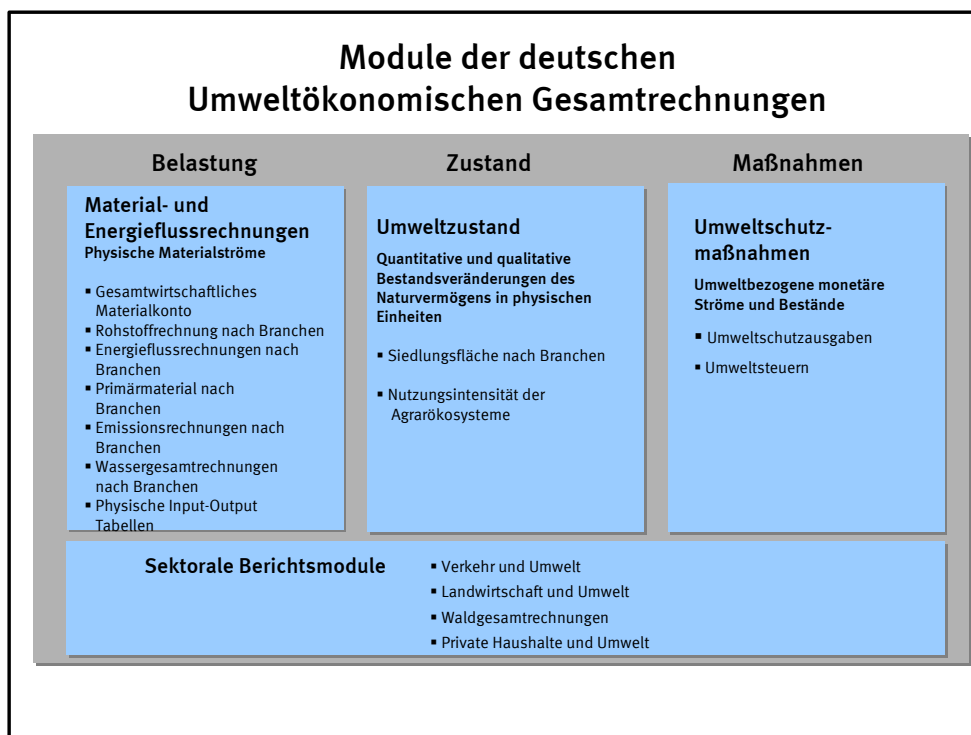 Module der deutschen
Umweltökonomischen Gesamtrechnungen
Belastung
Material- und
Energieflussrechnungen
Physische Materialströme
▪ Gesamtwirtschaftliches
Materialkonto
▪ Rohstoffrechnung nach Branchen
▪ Energieflussrechnungen nach
Branchen
▪ Primärmaterial nach
Branchen
▪ Emissionsrechnungen nach
Branchen
▪ Wassergesamtrechnungen
nach Branchen
▪ Physische Input-Output
Tabellen
Zustand
Umweltzustand
Quantitative und qualitative
Bestandsveränderungen des
Naturvermögens in physischen
Einheiten
▪ Siedlungsfläche nach Branchen
▪ Nutzungsintensität der
Agrarökosysteme
Maßnahmen
Umweltschutz-
maßnahmen
Umweltbezogene monetäre
Ströme und Bestände
▪ Umweltschutzausgaben
▪ Umweltsteuern
Sektorale Berichtsmodule
▪ Verkehr und Umwelt
▪ Landwirtschaft und Umwelt
▪ Waldgesamtrechnungen
▪ Private Haushalte und Umwelt